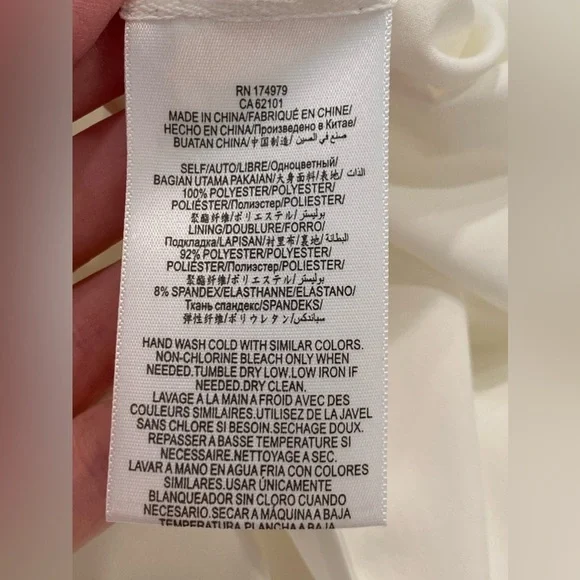 RN 174979
CA 62101
MADE IN CHINA/FABRIQUÉ EN CHINE/
HECHO EN CHINA/Произведено в Китае/
BUATAN CHINA/中国制造/ صنع في الصين
SELF/AUTO/LIBRE/Одноцветный/
BAGIAN UTAMA PAKAIAN/大身面料/表地/ الذات
100% POLYESTER/POLYESTER/
POLIÉSTER/Полиэстер/POLIESTER/
聚酯纤维/ポリエステル/ بوليستر
LINING/DOUBLURE/FORRO/
Подкладка/LAPISAN/衬里布/裏地/ البطانة
92% POLYESTER/POLYESTER/
POLIÉSTER/Полиэстер/POLIESTER/
聚酯纤维/ポリエステル/ بوليستر
8% SPANDEX/ELASTHANNE/ELASTANO/
Ткань спандекс/SPANDEKS/
弹性纤维/ポリウレタン/ سباندكس
HAND WASH COLD WITH SIMILAR COLORS.
NON-CHLORINE BLEACH ONLY WHEN
NEEDED.TUMBLE DRY LOW.LOW IRON IF
NEEDED.DRY CLEAN.
LAVAGE A LA MAIN A FROID AVEC DES
COULEURS SIMILAIRES.UTILISEZ DE LA JAVEL
SANS CHLORE SI BESOIN.SECHAGE DOUX.
REPASSER A BASSE TEMPERATURE SI
NECESSAIRE.NETTOYAGE A SEC.
LAVAR A MANO EN AGUA FRIA CON COLORES
SIMILARES.USAR ÚNICAMENTE
BLANQUEADOR SIN CLORO CUANDO
NECESARIO.SECAR A MÁQUINA A BAJA
TEMPERATURA.PLANCHA A BAJA